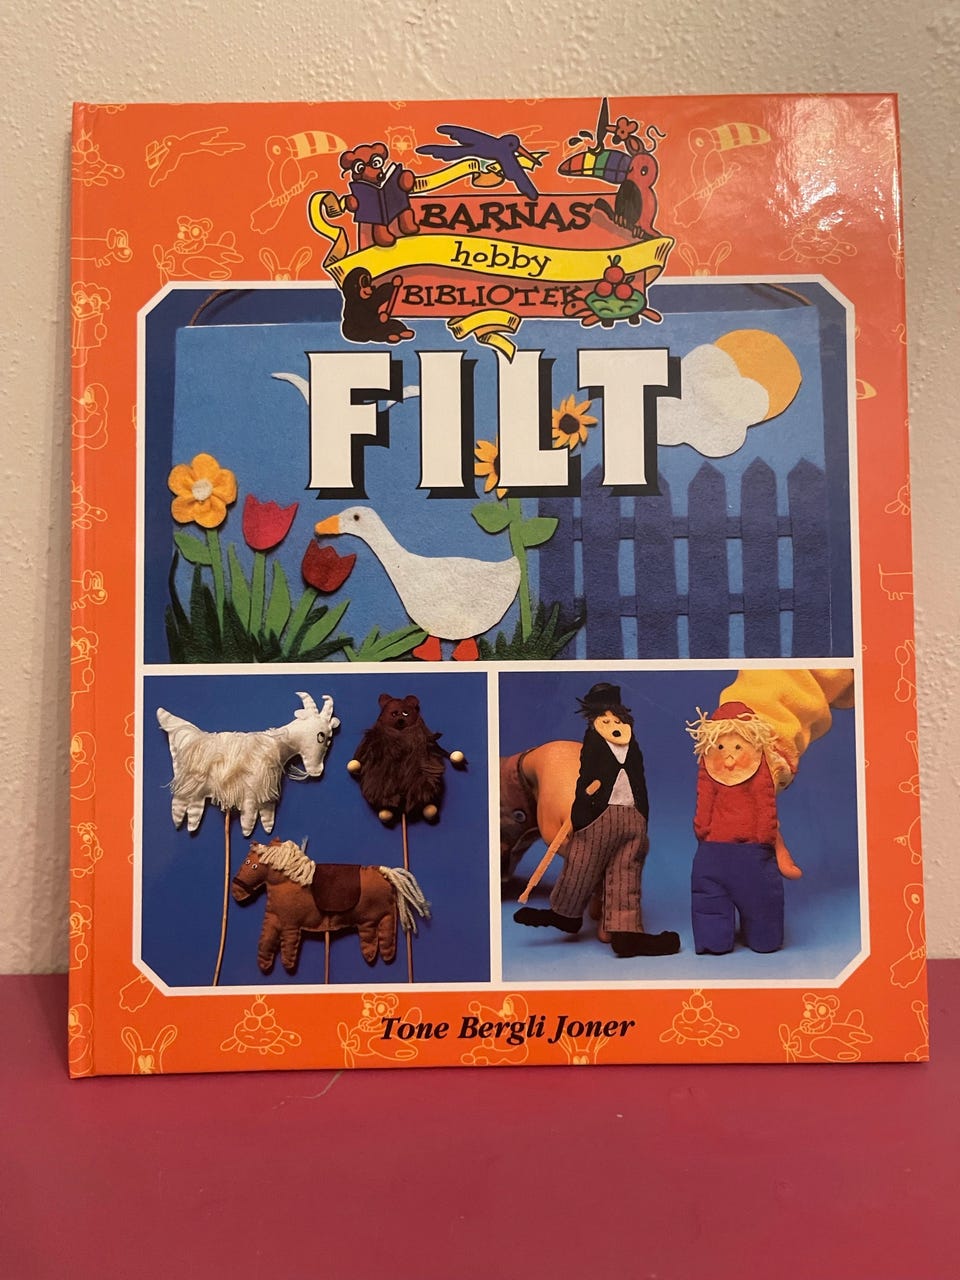 BARNAS
hobby
BIBLIOTEK
FILT
Tone Bergli Joner